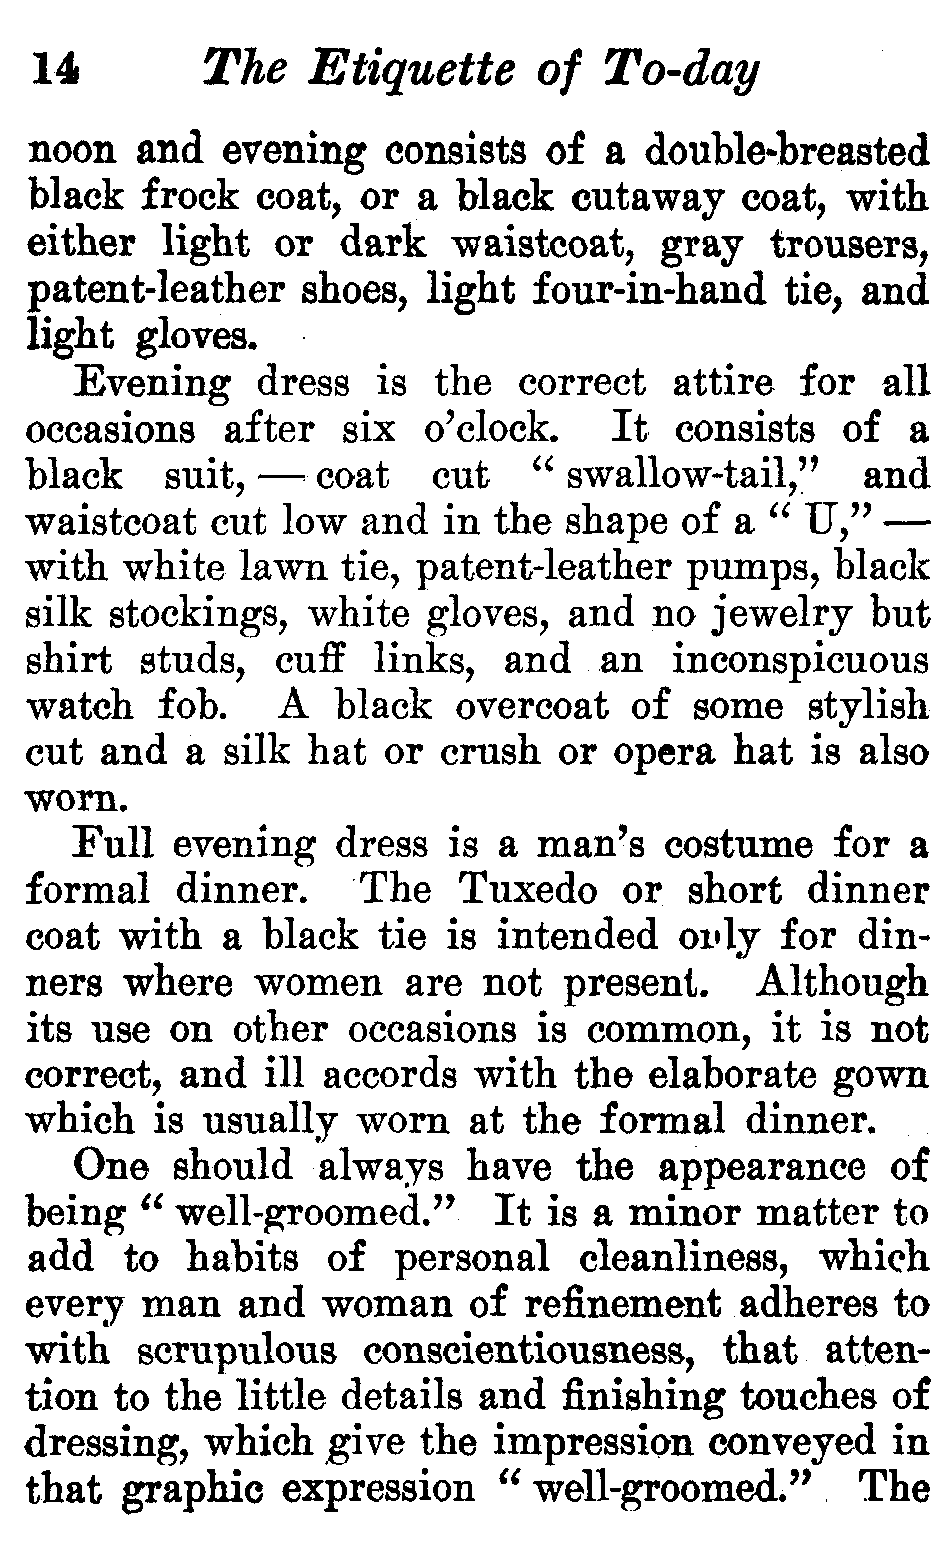 14 The Etiquette of To-day
noon and evening consists of a double-breasted
black frock coat, or a black cutaway coat, with
either light or dark waistcoat, gray trousers,
patent-leather shoes, light four-in-hand tie, and
light gloves.
Evening dress is the correct attire for all
occasions after six o'clock. It consists of a
black suit, — coat cut “ swallow-tail,” and
waistcoat cut low and in the shape of a “ U,” —
with white lawn tie, patent-leather pumps, black
silk stockings, white gloves, and no jewelry but
shirt studs, cuff links, and an inconspicuous
watch fob. A black overcoat of some stylish
cut and a silk hat or crush or opera hat is also
worn.
Full evening dress is a man's costume for a
formal dinner. The Tuxedo or short dinner
coat with a black tie is intended only for din-
ners where women are not present. Although
its use on other occasions is common, it is not
correct, and ill accords with the elaborate gown
which is usually worn at the formal dinner.
One should always have the appearance of
being “ well-groomed.” It is a minor matter to
add to habits of personal cleanliness, which
every man and woman of refinement adheres to
with scrupulous conscientiousness, that atten-
tion to the little details and finishing touches of
dressing, which give the impression conveyed in
that graphic expression “ well-groomed.” The